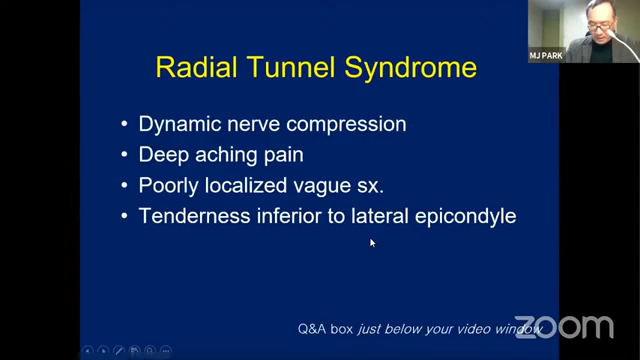 MJ PARK
Radial Tunnel Syndrome
• Dynamic nerve compression
• Deep aching pain
• Poorly localized vague sx.
• Tenderness inferior to lateral epicondyle
Q&A box just below your video window
zoom